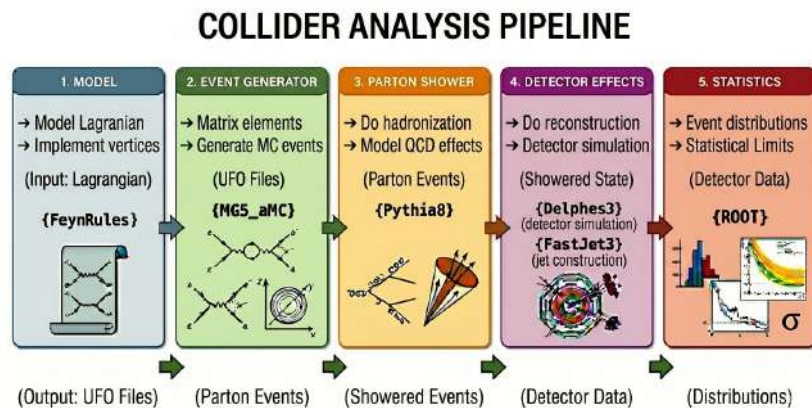 COLLIDER ANALYSIS PIPELINE
1. MODEL
→ Model Lagranian
→ Implement vertices
(Input: Lagrangian)
{FeynRules}
(Output: UFO Files)
2. EVENT GENERATOR
→ Matrix elements
→ Generate MC events
(UFO Files)
{MG5_aMC}
(Parton Events)
3. PARTON SHOWER
→ Do hadronization
→ Model QCD effects
(Parton Events)
{Pythia8}
(Showered Events)
4. DETECTOR EFFECTS
→ Do reconstruction
→ Detector simulation
(Showered State)
{Delphes3}
(detector simulation)
{FastJet3}
(jet construction)
(Detector Data)
5. STATISTICS
→ Event distributions
→ Statistical Limits
(Detector Data)
{ROOT}
σ
(Distributions)